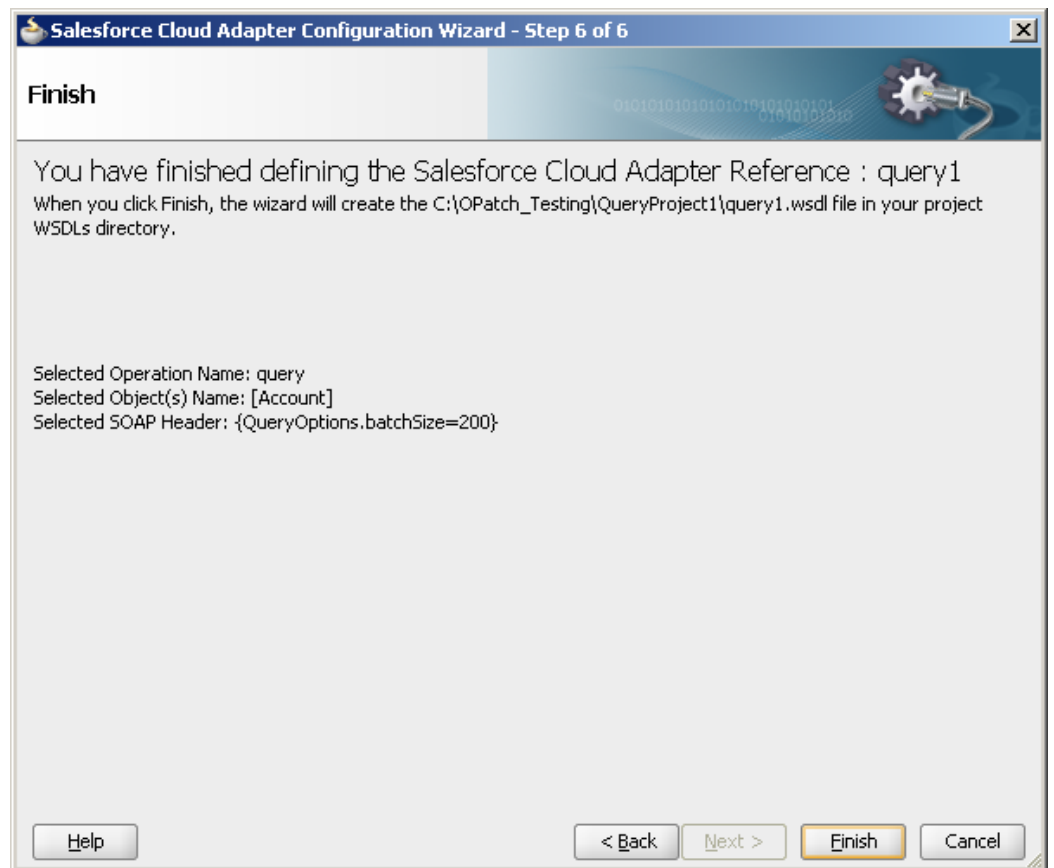 Salesforce Cloud Adapter Configuration Wizard - Step 6 of 6
Finish
You have finished defining the Salesforce Cloud Adapter Reference : query1
When you click Finish, the wizard will create the C:\OPatch_Testing\QueryProject1\query1.wsdl file in your project
WSDLs directory.
Selected Operation Name: query
Selected Object(s) Name: [Account]
Selected SOAP Header: {QueryOptions.batchSize=200}
Help
< Back
Next >
Finish
Cancel